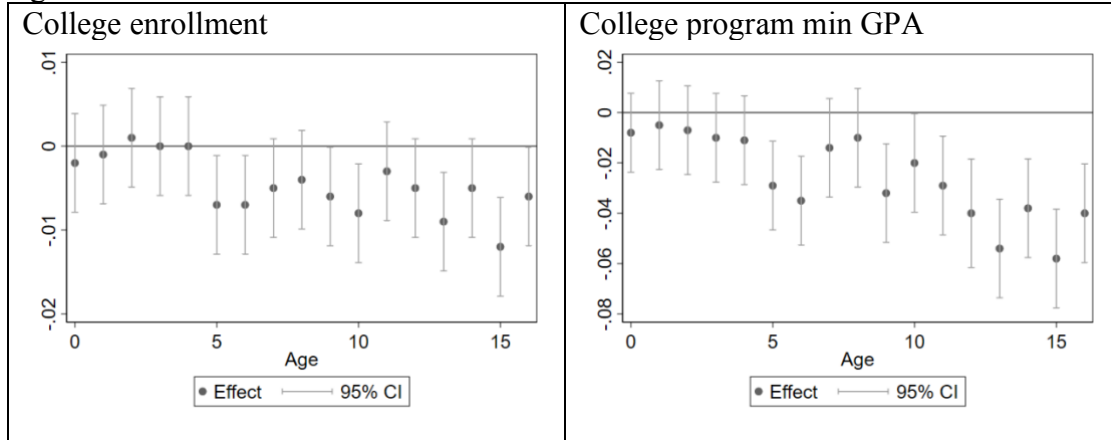 College enrollment
.01
0
-.01
-.02
0 5 10 15
Age
Effect 95% CI
College program min GPA
.02
0
-.02
-.04
-.06
-.08
0 5 10 15
Age
Effect 95% CI